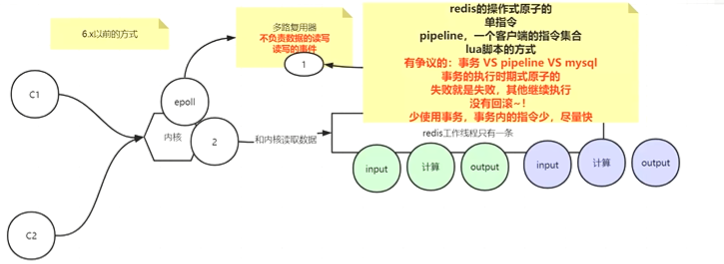 6.x以前的方式
多路复用器
不负责数据的读写
读写的事件
1
redis的操作式原子的
单指令
pipeline，一个客户端的指令集合
lua脚本的方式
有争议的：事务 VS pipeline VS mysql
事务的执行时期式原子的
失败就是失败，其他继续执行
没有回滚~！
少使用事务，事务内的指令少，尽量快
C1
epoll
内核
2
和内核读取数据
redis工作线程只有一条
input
计算
output
input
计算
output
C2